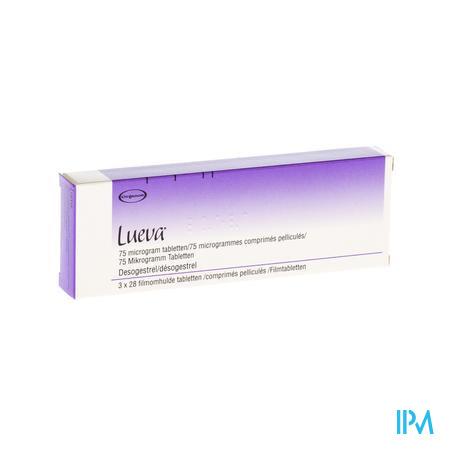 Organon
Lueva®
75 microgram tabletten/75 microgrammes comprimés pelliculés/
75 Mikrogramm Tabletten
Desogestrel/désogestrel
3 x 28 filmomhulde tabletten /comprimés pelliculés /Filmtabletten
IPM